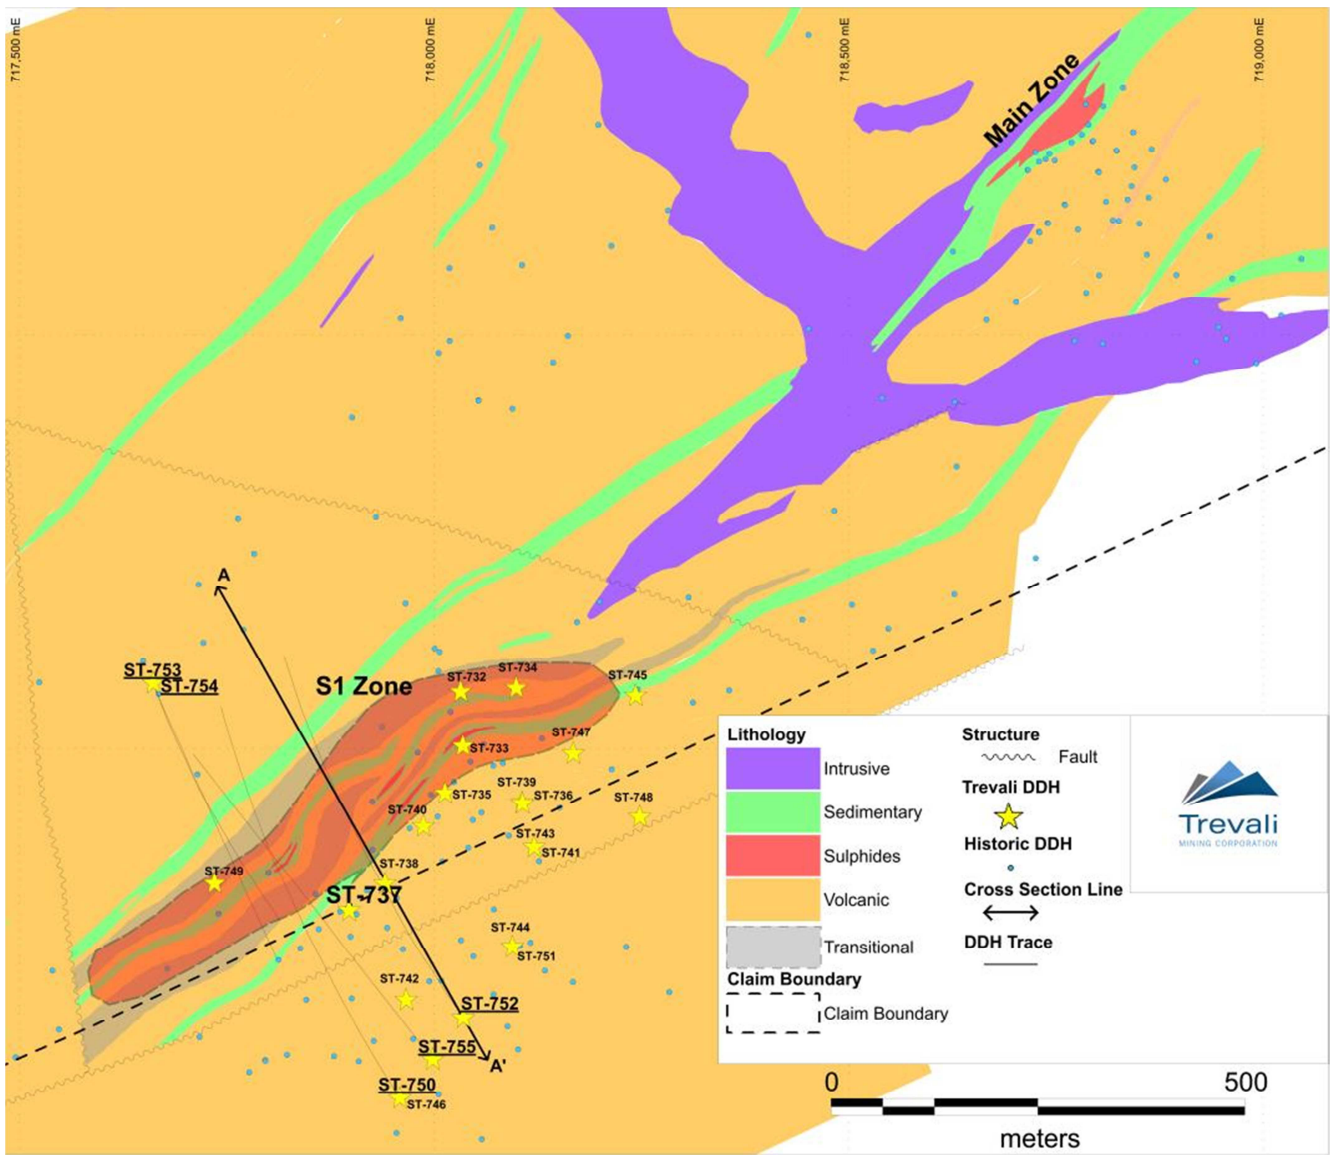 717,500 mE
718,000 mE
718,500 mE
719,000 mE
Main Zone
A
ST-753
ST-754
S1 Zone
ST-732
ST-734
ST-745
ST-733
ST-747
ST-735
ST-739
ST-736
ST-740
ST-748
ST-743
ST-741
ST-749
ST-738
ST-737
ST-744
ST-751
ST-742
ST-752
ST-755
A'
ST-750
ST-746
Lithology
Intrusive
Sedimentary
Sulphides
Volcanic
Transitional
Claim Boundary
Claim Boundary
Structure
Fault
Trevali DDH
Historic DDH
Cross Section Line
DDH Trace
Trevali
MINING CORPORATION
0
500
meters